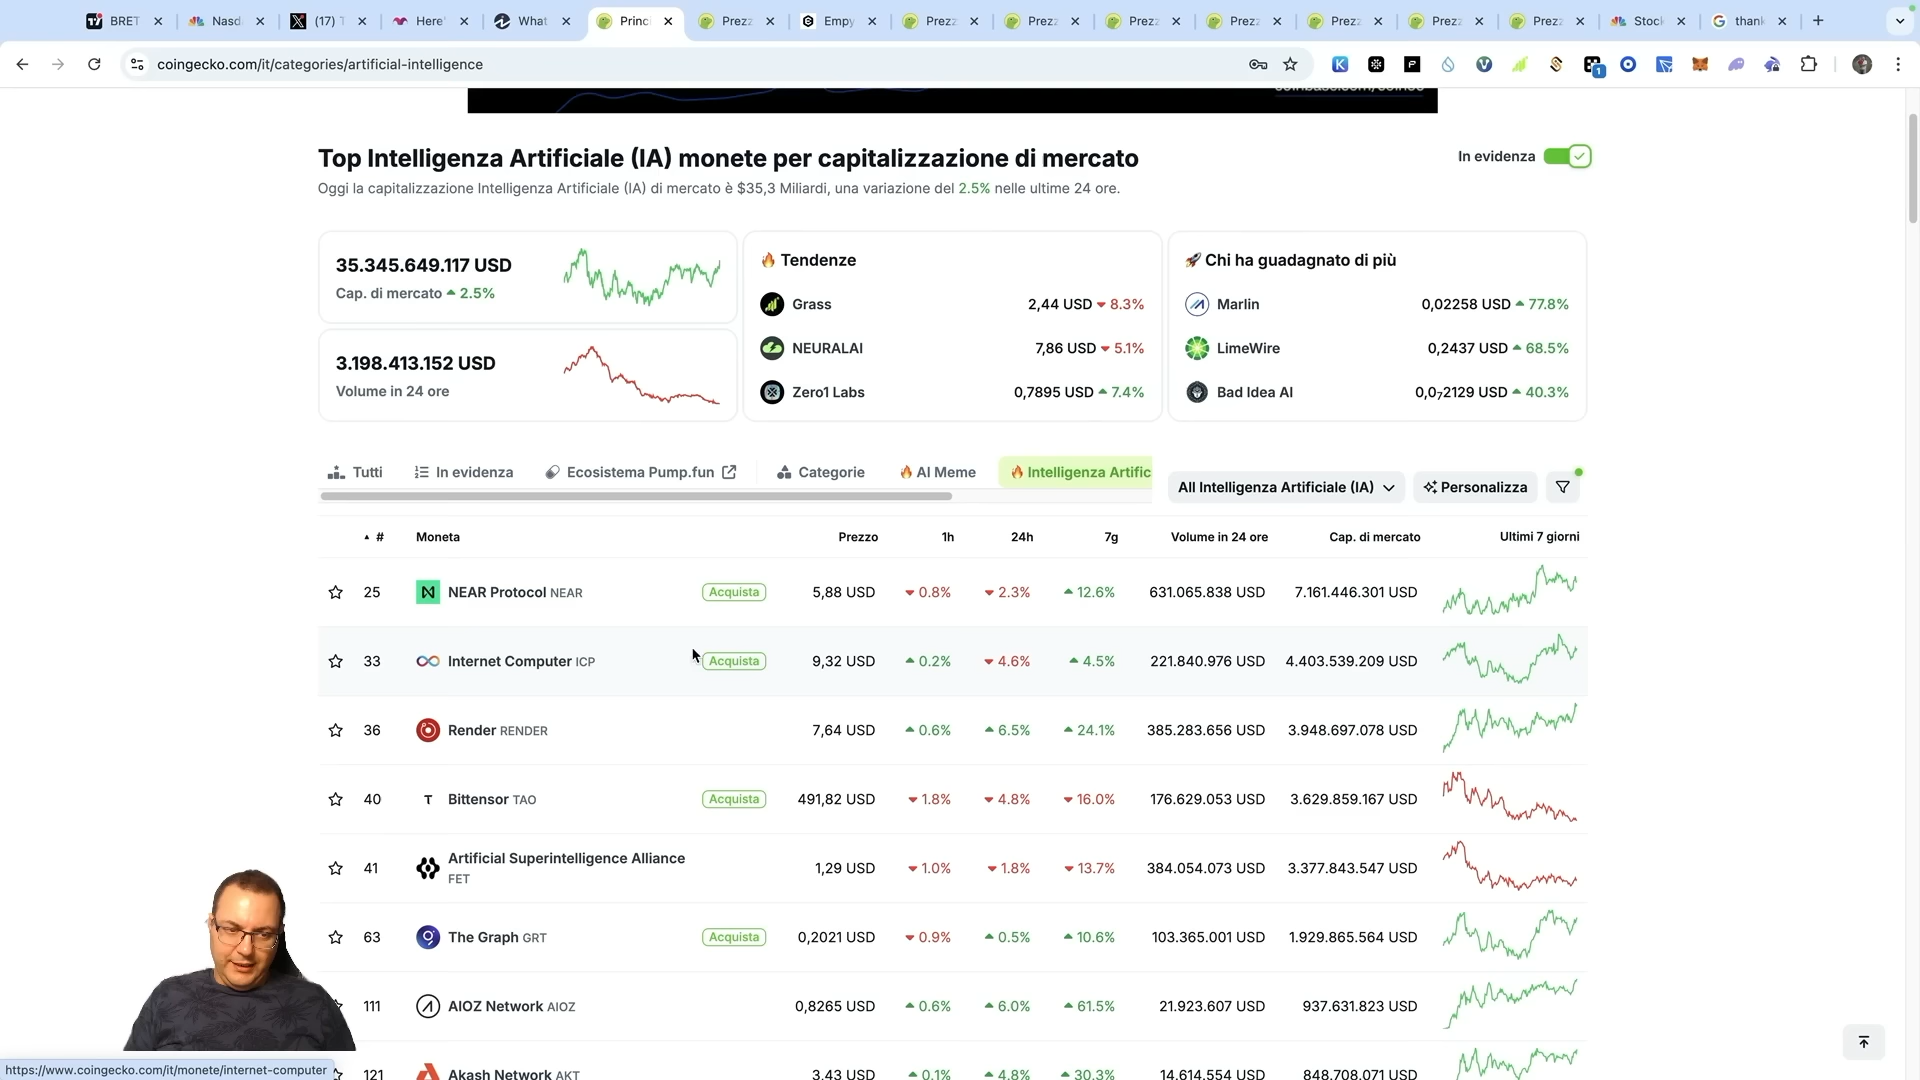 BRET
Nasd
(17) T
Here'
What
Princi
Prezz
Empy
Prezz
Prezz
Prezz
Prezz
Prezz
Prezz
Prezz
Stock
thank
coingecko.com/it/categories/artificial-intelligence
Top Intelligenza Artificiale (IA) monete per capitalizzazione di mercato
In evidenza
Oggi la capitalizzazione Intelligenza Artificiale (IA) di mercato è $35,3 Miliardi, una variazione del 2.5% nelle ultime 24 ore.
35.345.649.117 USD
Cap. di mercato 2.5%
3.198.413.152 USD
Volume in 24 ore
Tendenze
Grass 2,44 USD 8.3%
NEURALAI 7,86 USD 5.1%
Zero1 Labs 0,7895 USD 7.4%
Chi ha guadagnato di più
Marlin 0,02258 USD 77.8%
LimeWire 0,2437 USD 68.5%
Bad Idea AI 0,0₇2129 USD 40.3%
Tutti In evidenza Ecosistema Pump.fun Categorie AI Meme Intelligenza Artific
All Intelligenza Artificiale (IA) Personalizza
# Moneta Prezzo 1h 24h 7g Volume in 24 ore Cap. di mercato Ultimi 7 giorni
25 NEAR Protocol NEAR Acquista 5,88 USD 0.8% 2.3% 12.6% 631.065.838 USD 7.161.446.301 USD
33 Internet Computer ICP Acquista 9,32 USD 0.2% 4.6% 4.5% 221.840.976 USD 4.403.539.209 USD
36 Render RENDER 7,64 USD 0.6% 6.5% 24.1% 385.283.656 USD 3.948.697.078 USD
40 Bittensor TAO Acquista 491,82 USD 1.8% 4.8% 16.0% 176.629.053 USD 3.629.859.167 USD
41 Artificial Superintelligence Alliance
FET 1,29 USD 1.0% 1.8% 13.7% 384.054.073 USD 3.377.843.547 USD
63 The Graph GRT Acquista 0,2021 USD 0.9% 0.5% 10.6% 103.365.001 USD 1.929.865.564 USD
111 AIOZ Network AIOZ 0,8265 USD 0.6% 6.0% 61.5% 21.923.607 USD 937.631.823 USD
121 Akash Network AKT 3,43 USD 0.1% 4.8% 30.3% 14.614.554 USD 848.708.071 USD
https://www.coingecko.com/it/monete/internet-computer